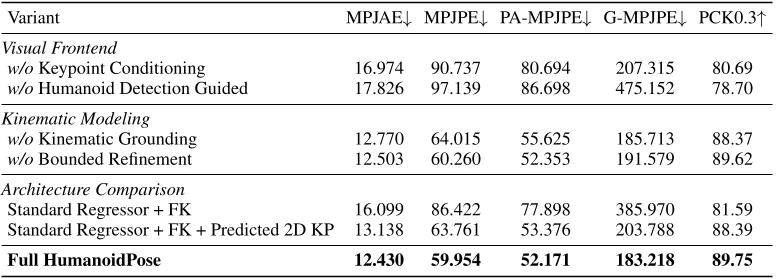 Variant MPJAE↓ MPJPE↓ PA-MPJPE↓ G-MPJPE↓ PCK0.3↑
Visual Frontend
w/o Keypoint Conditioning 16.974 90.737 80.694 207.315 80.69
w/o Humanoid Detection Guided 17.826 97.139 86.698 475.152 78.70
Kinematic Modeling
w/o Kinematic Grounding 12.770 64.015 55.625 185.713 88.37
w/o Bounded Refinement 12.503 60.260 52.353 191.579 89.62
Architecture Comparison
Standard Regressor + FK 16.099 86.422 77.898 385.970 81.59
Standard Regressor + FK + Predicted 2D KP 13.138 63.761 53.376 203.788 88.39
Full HumanoidPose 12.430 59.954 52.171 183.218 89.75